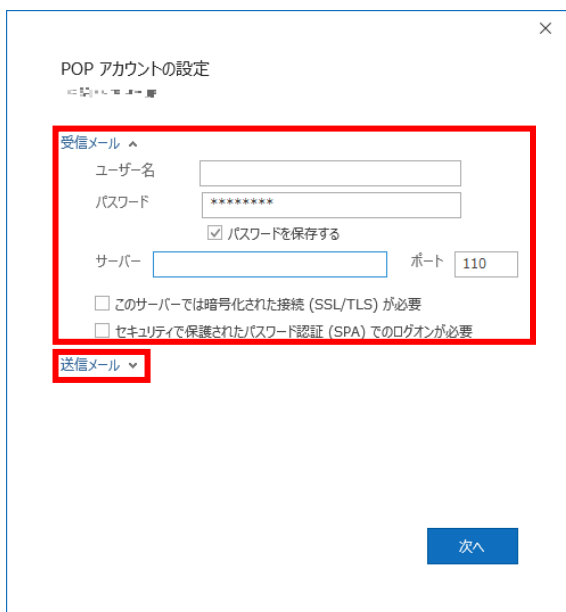 POP アカウントの設定
受信メール
ユーザー名
パスワード ********
パスワードを保存する
サーバー ポート 110
このサーバーでは暗号化された接続 (SSL/TLS) が必要
セキュリティで保護されたパスワード認証 (SPA) でのログオンが必要
送信メール
次へ